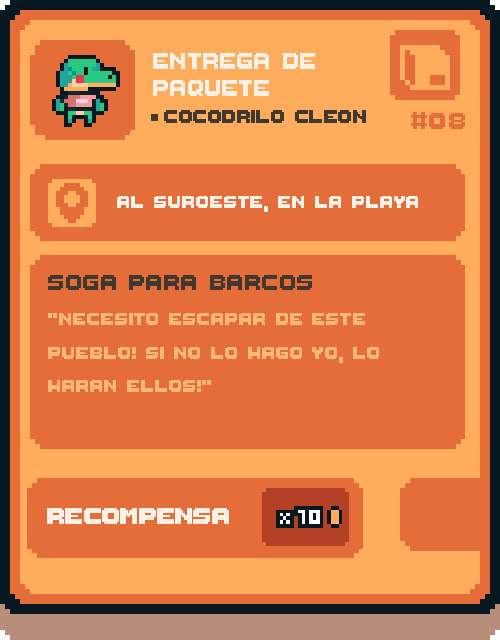 ENTREGA DE
PAQUETE
▪ COCODRILO CLEON
#08
AL SUROESTE, EN LA PLAYA
SOGA PARA BARCOS
"NECESITO ESCAPAR DE ESTE
PUEBLO! SI NO LO HAGO YO, LO
HARAN ELLOS!"
RECOMPENSA
x10